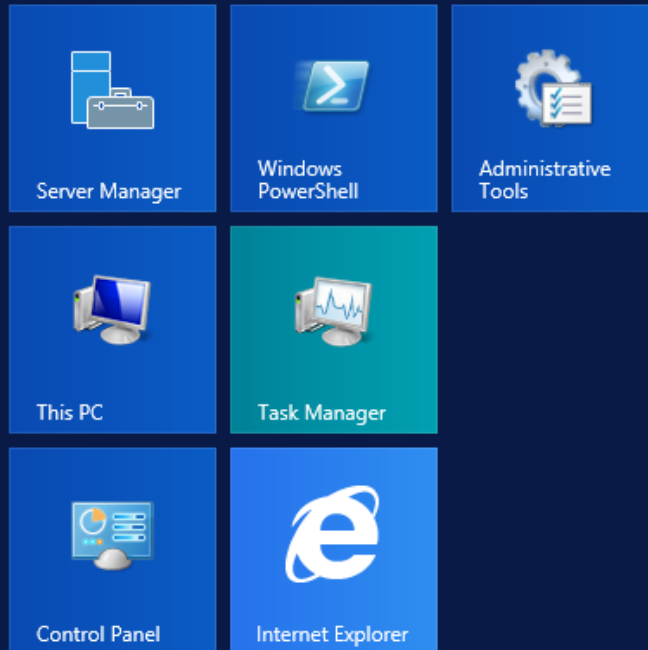 Server Manager
Windows
PowerShell
Administrative
Tools
This PC
Task Manager
Control Panel
Internet Explorer